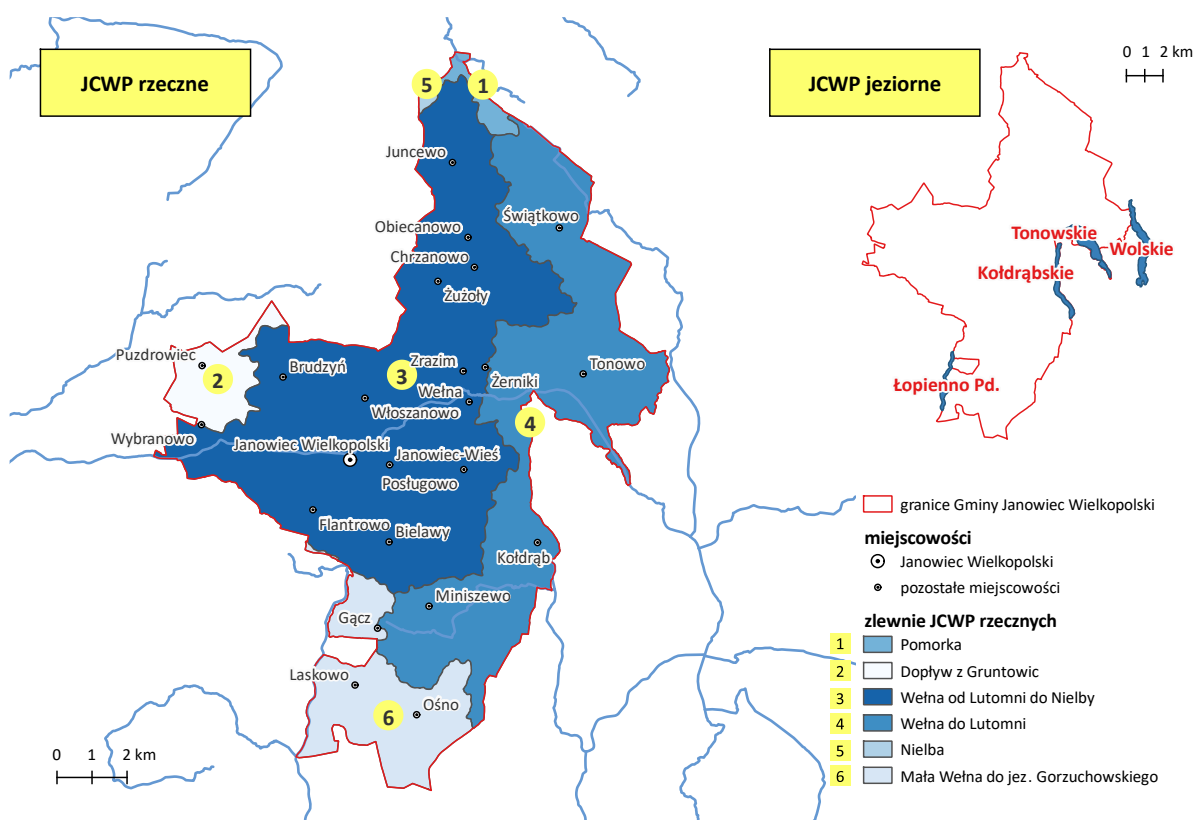 JCWP rzeczne
JCWP jeziorne
0 1 2 km
5
1
Juncewo
Świątkowo
Obiecanowo
Chrzanowo
Żużoły
Tonowskie
Wolskie
Kołdrąbskie
Łopienno Pd.
Puzdrowiec
2
Brudzyń
3
Zrazim
Żerniki
Tonowo
Wełna
Włoszanowo
4
Wybranowo
Janowiec Wielkopolski
Janowiec-Wieś
Posługowo
Flantrowo
Bielawy
Kołdrąb
Miniszewo
Gącz
Laskowo
Ośno
6
0 1 2 km
granice Gminy Janowiec Wielkopolski
miejscowości
Janowiec Wielkopolski
pozostałe miejscowości
zlewnie JCWP rzecznych
1 Pomorka
2 Dopływ z Gruntowic
3 Wełna od Lutomni do Nielby
4 Wełna do Lutomni
5 Nielba
6 Mała Wełna do jez. Gorzuchowskiego